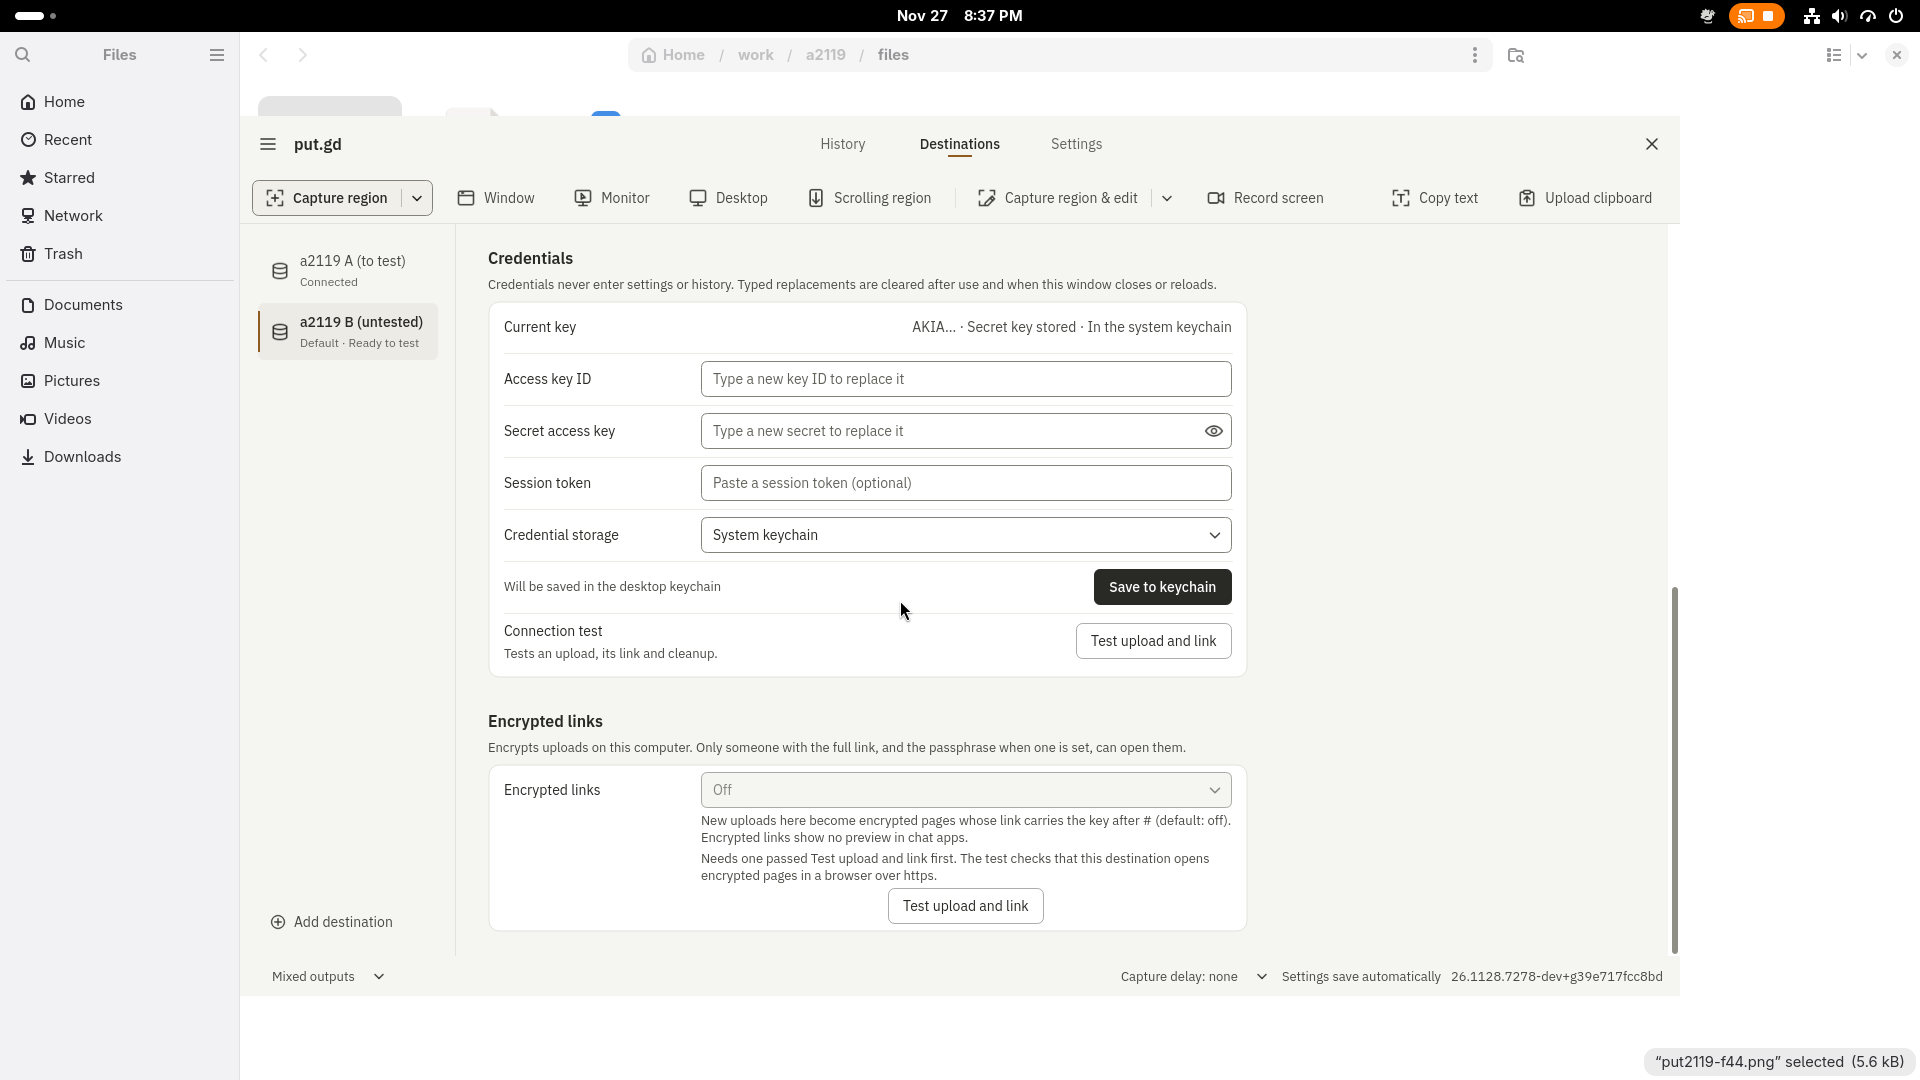 Nov 27 8:37 PM
Files
Home / work / a2119 / files
Home
Recent
Starred
Network
Trash
Documents
Music
Pictures
Videos
Downloads
put.gd
History
Destinations
Settings
Capture region
Window
Monitor
Desktop
Scrolling region
Capture region & edit
Record screen
Copy text
Upload clipboard
a2119 A (to test)
Connected
a2119 B (untested)
Default · Ready to test
Add destination
Credentials
Credentials never enter settings or history. Typed replacements are cleared after use and when this window closes or reloads.
Current key
AKIA... · Secret key stored · In the system keychain
Access key ID
Type a new key ID to replace it
Secret access key
Type a new secret to replace it
Session token
Paste a session token (optional)
Credential storage
System keychain
Will be saved in the desktop keychain
Save to keychain
Connection test
Tests an upload, its link and cleanup.
Test upload and link
Encrypted links
Encrypts uploads on this computer. Only someone with the full link, and the passphrase when one is set, can open them.
Encrypted links
Off
New uploads here become encrypted pages whose link carries the key after # (default: off).
Encrypted links show no preview in chat apps.
Needs one passed Test upload and link first. The test checks that this destination opens
encrypted pages in a browser over https.
Test upload and link
Mixed outputs
Capture delay: none
Settings save automatically
26.1128.7278-dev+g39e717fcc8bd
“put2119-f44.png” selected (5.6 kB)